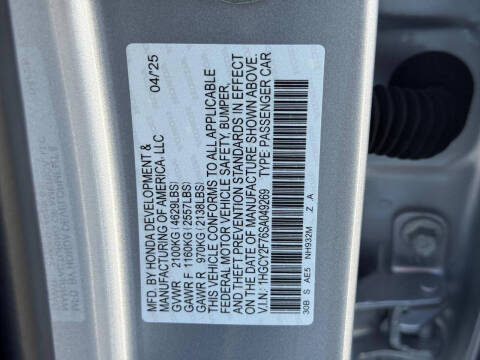 MFD. BY HONDA DEVELOPMENT & 04/25
MANUFACTURING OF AMERICA, LLC
GVWR 2100KG(4629LBS)
GAWR F 1160KG(2557LBS)
GAWR R 970KG(2138LBS)
THIS VEHICLE CONFORMS TO ALL APPLICABLE
FEDERAL MOTOR VEHICLE SAFETY, BUMPER,
AND THEFT PREVENTION STANDARDS IN EFFECT
ON THE DATE OF MANUFACTURE SHOWN ABOVE.
V.I.N.: 1HGCY2F76SA049269 TYPE: PASSENGER CAR
30B S AE5 NH932M Z .A